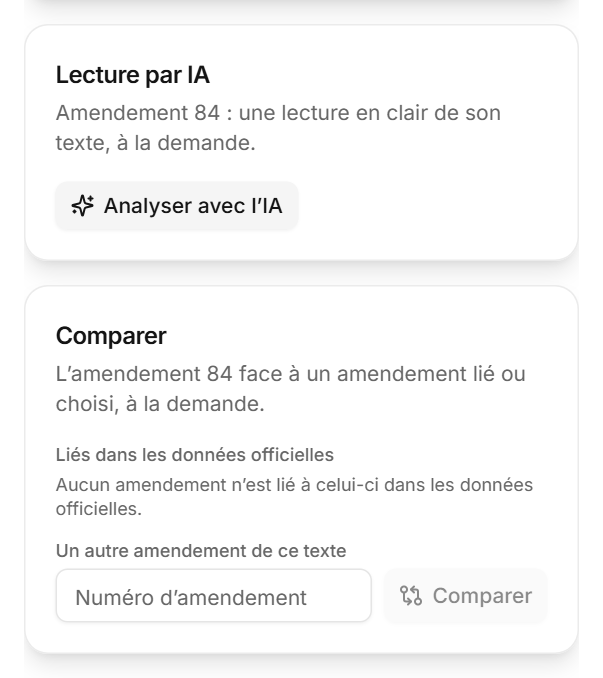 Lecture par IA
Amendement 84 : une lecture en clair de son
texte, à la demande.
Analyser avec l’IA
Comparer
L’amendement 84 face à un amendement lié ou
choisi, à la demande.
Liés dans les données officielles
Aucun amendement n’est lié à celui-ci dans les données
officielles.
Un autre amendement de ce texte
Numéro d’amendement
Comparer